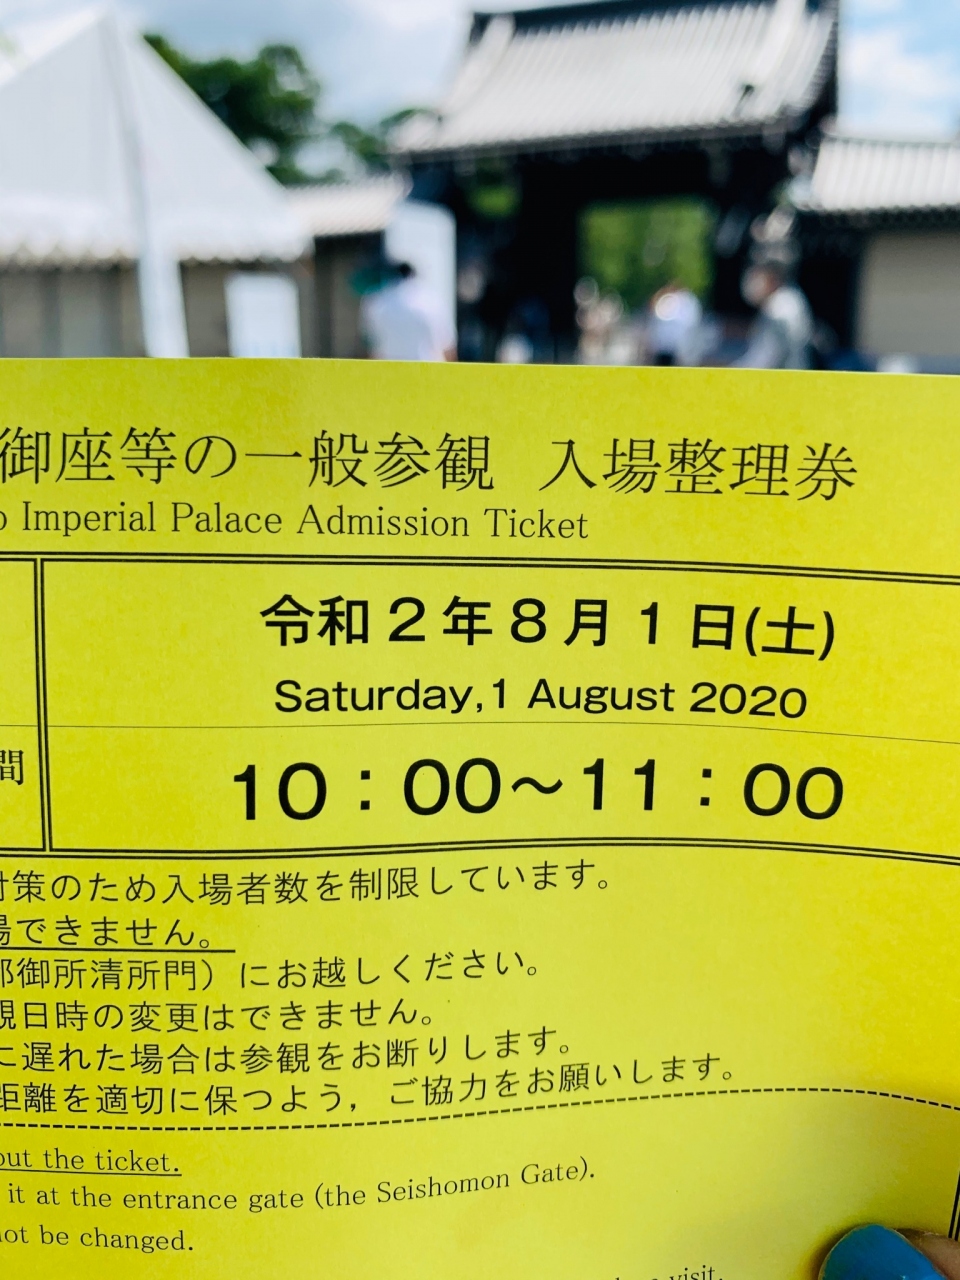 御座等の一般参観 入場整理券
o Imperial Palace Admission Ticket
令和2年8月1日(土)
Saturday,1 August 2020
間
10：00～11：00
対策のため入場者数を制限しています。
場できません。
御所清所門）にお越しください。
観日時の変更はできません。
に遅れた場合は参観をお断りします。
距離を適切に保つよう，ご協力をお願いします。
out the ticket.
it at the entrance gate (the Seishomon Gate).
not be changed.
visit.